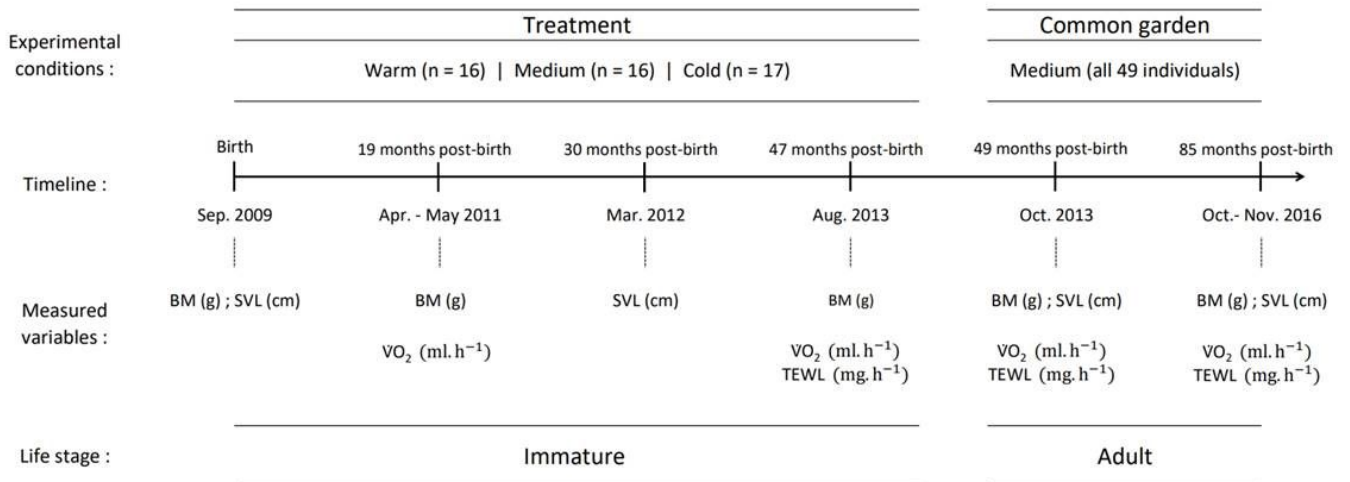 Treatment Common garden
Experimental conditions :
Warm (n = 16) | Medium (n = 16) | Cold (n = 17) Medium (all 49 individuals)
Birth 19 months post-birth 30 months post-birth 47 months post-birth 49 months post-birth 85 months post-birth
Timeline :
Sep. 2009 Apr. - May 2011 Mar. 2012 Aug. 2013 Oct. 2013 Oct.- Nov. 2016
Measured variables :
BM (g) ; SVL (cm) BM (g) SVL (cm) BM (g) BM (g) ; SVL (cm) BM (g) ; SVL (cm)
VO₂ (ml. h⁻¹) VO₂ (ml. h⁻¹) VO₂ (ml. h⁻¹) VO₂ (ml. h⁻¹)
TEWL (mg. h⁻¹) TEWL (mg. h⁻¹) TEWL (mg. h⁻¹)
Life stage : Immature Adult